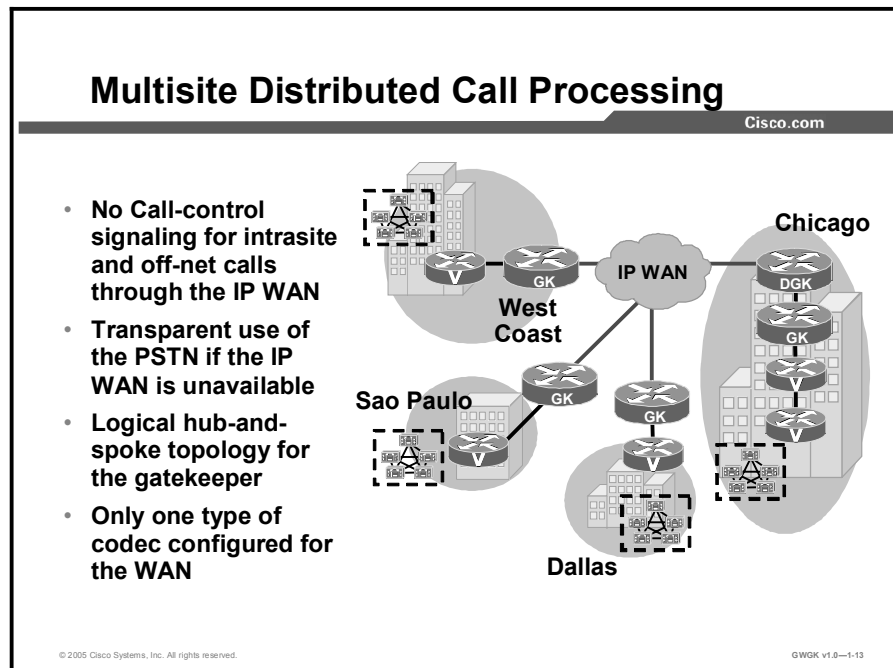 Multisite Distributed Call Processing
Cisco.com
• No Call-control
signaling for intrasite
and off-net calls
through the IP WAN
• Transparent use of
the PSTN if the IP
WAN is unavailable
• Logical hub-and-
spoke topology for
the gatekeeper
• Only one type of
codec configured for
the WAN
V
GK
West
Coast
IP WAN
Chicago
DGK
GK
V
V
Sao Paulo
V
GK
GK
V
Dallas
© 2005 Cisco Systems, Inc. All rights reserved.
GWGK v1.0—1-13